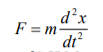 F = m d²x/dt²